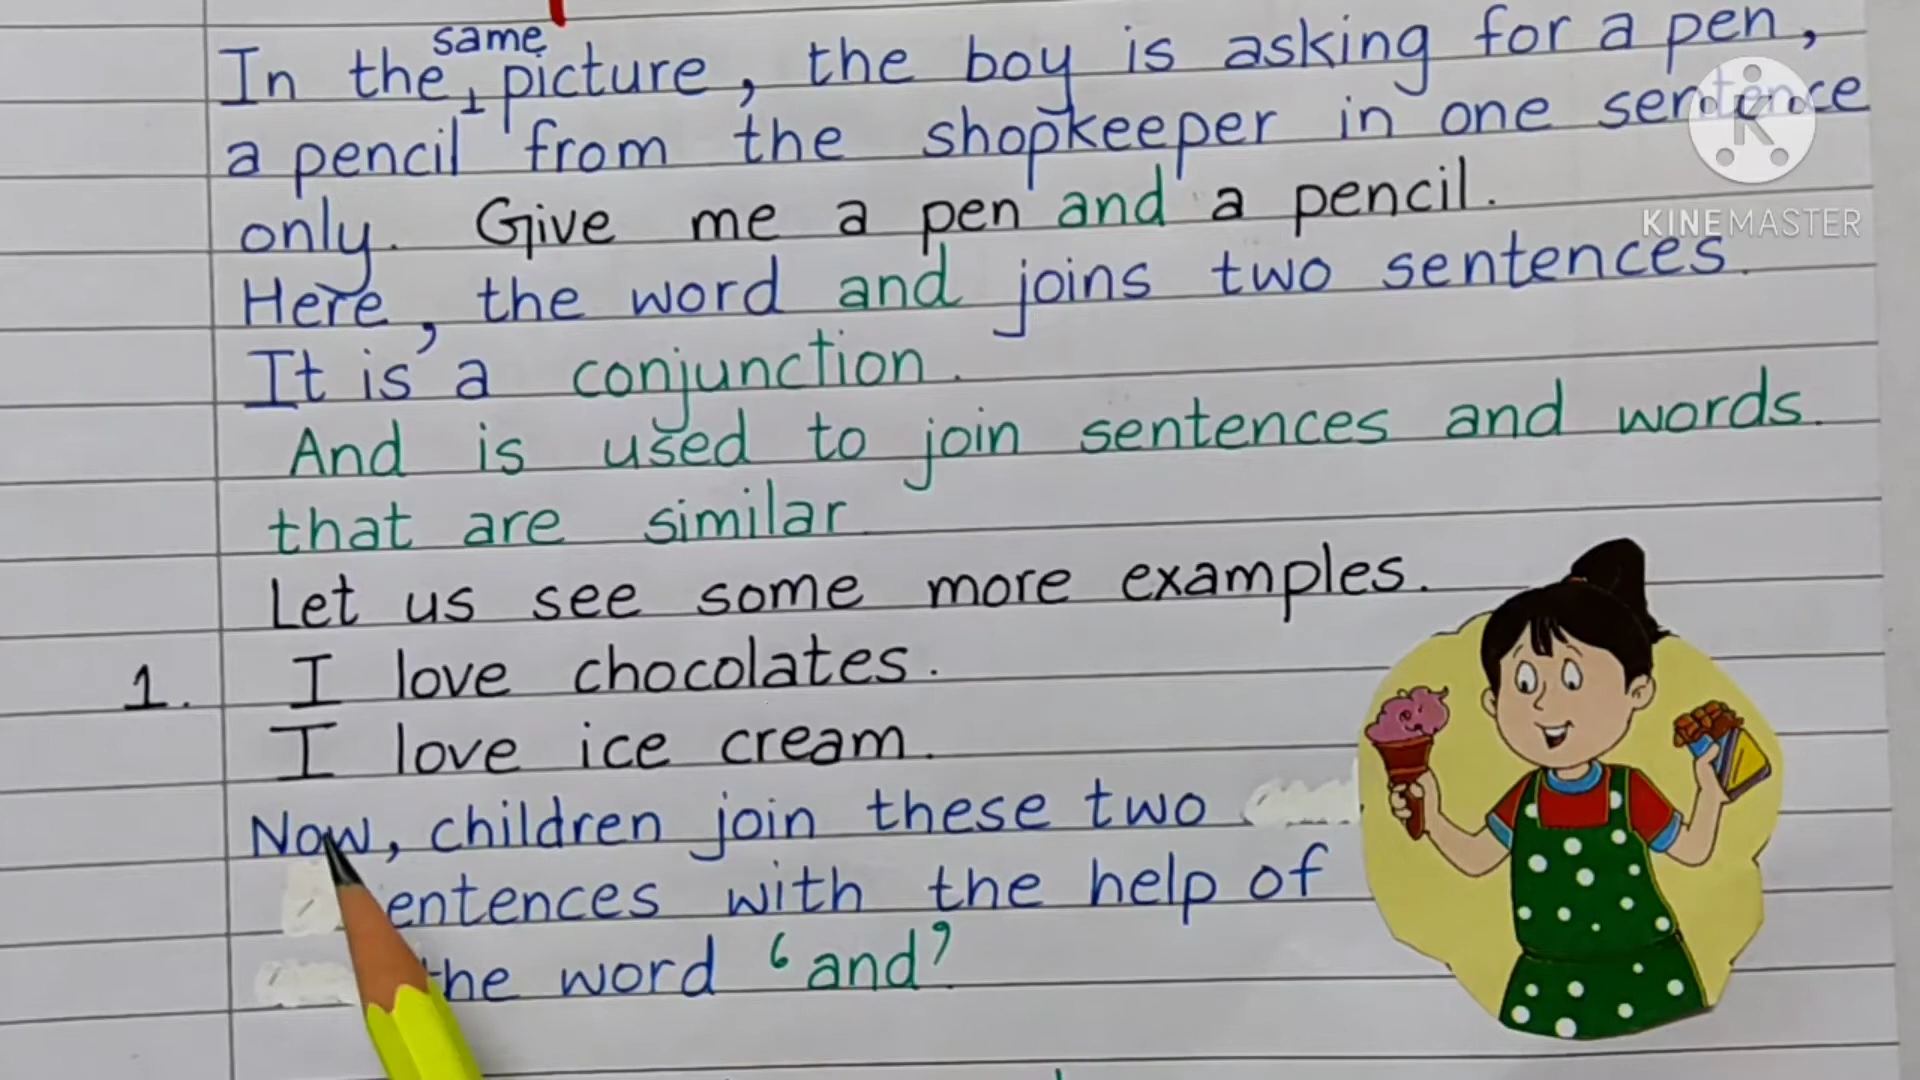 In the same picture, the boy is asking for a pen,
a pencil from the shopkeeper in one sentence
only. Give me a pen and a pencil.
KINEMASTER
Here, the word and joins two sentences.
It is a conjunction.
And is used to join sentences and words
that are similar
Let us see some more examples.
1. I love chocolates.
I love ice cream.
Now, children join these two
entences with the help of
the word 'and'